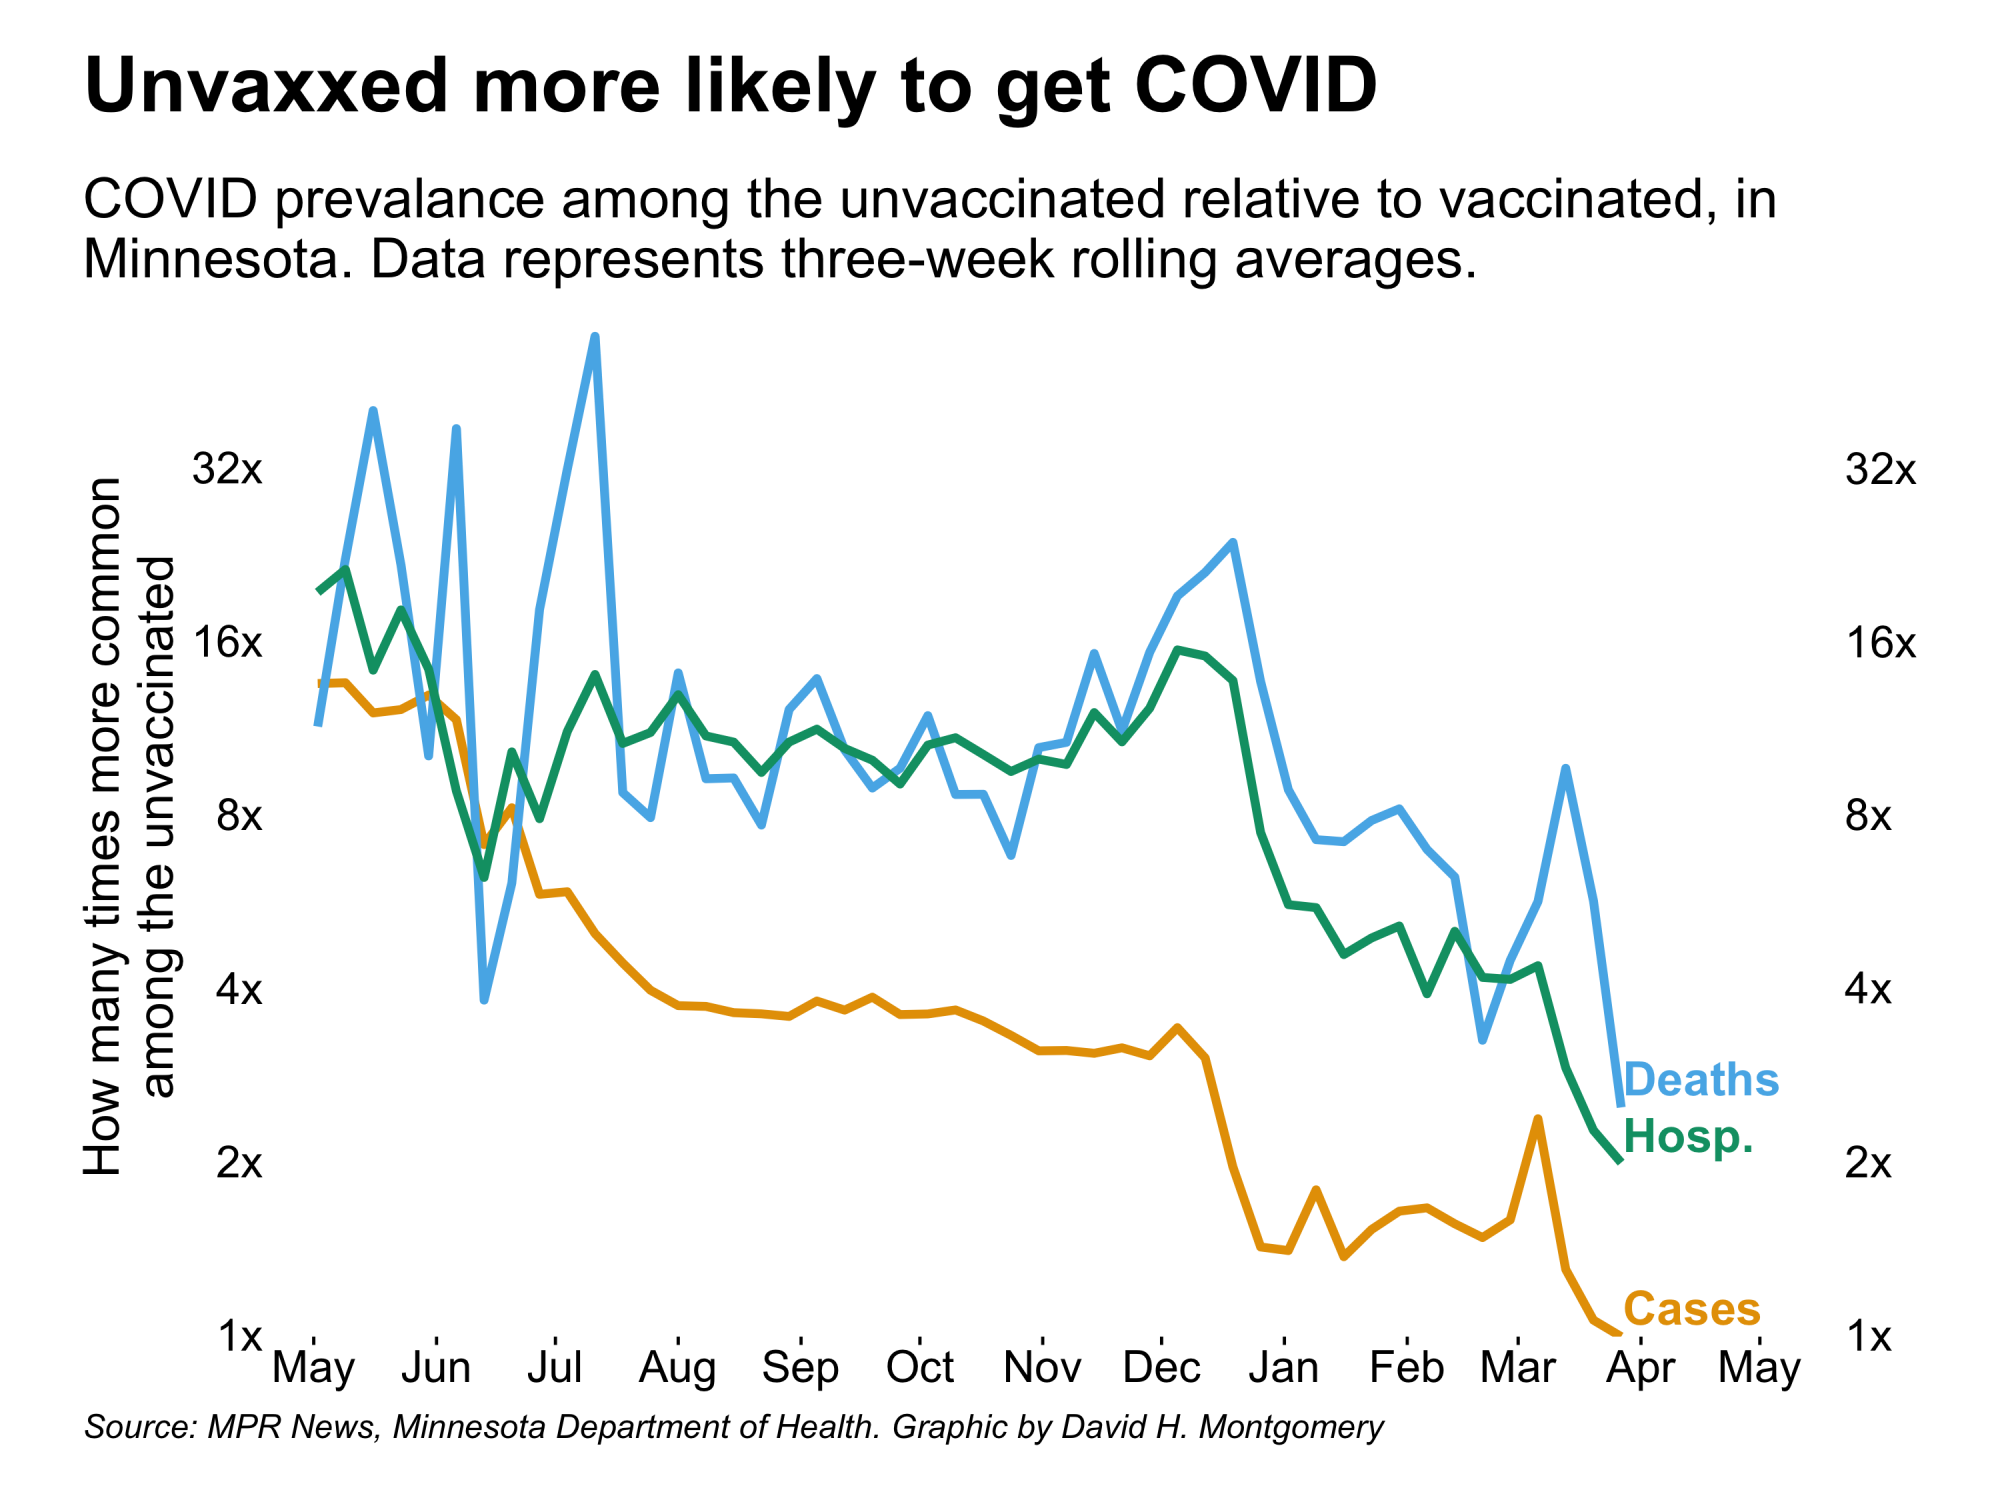 Unvaxxed more likely to get COVID
COVID prevalance among the unvaccinated relative to vaccinated, in
Minnesota. Data represents three-week rolling averages.
How many times more common
among the unvaccinated
32x
16x
8x
4x
2x
1x
32x
16x
8x
4x
2x
1x
Deaths
Hosp.
Cases
May Jun Jul Aug Sep Oct Nov Dec Jan Feb Mar Apr May
Source: MPR News, Minnesota Department of Health. Graphic by David H. Montgomery